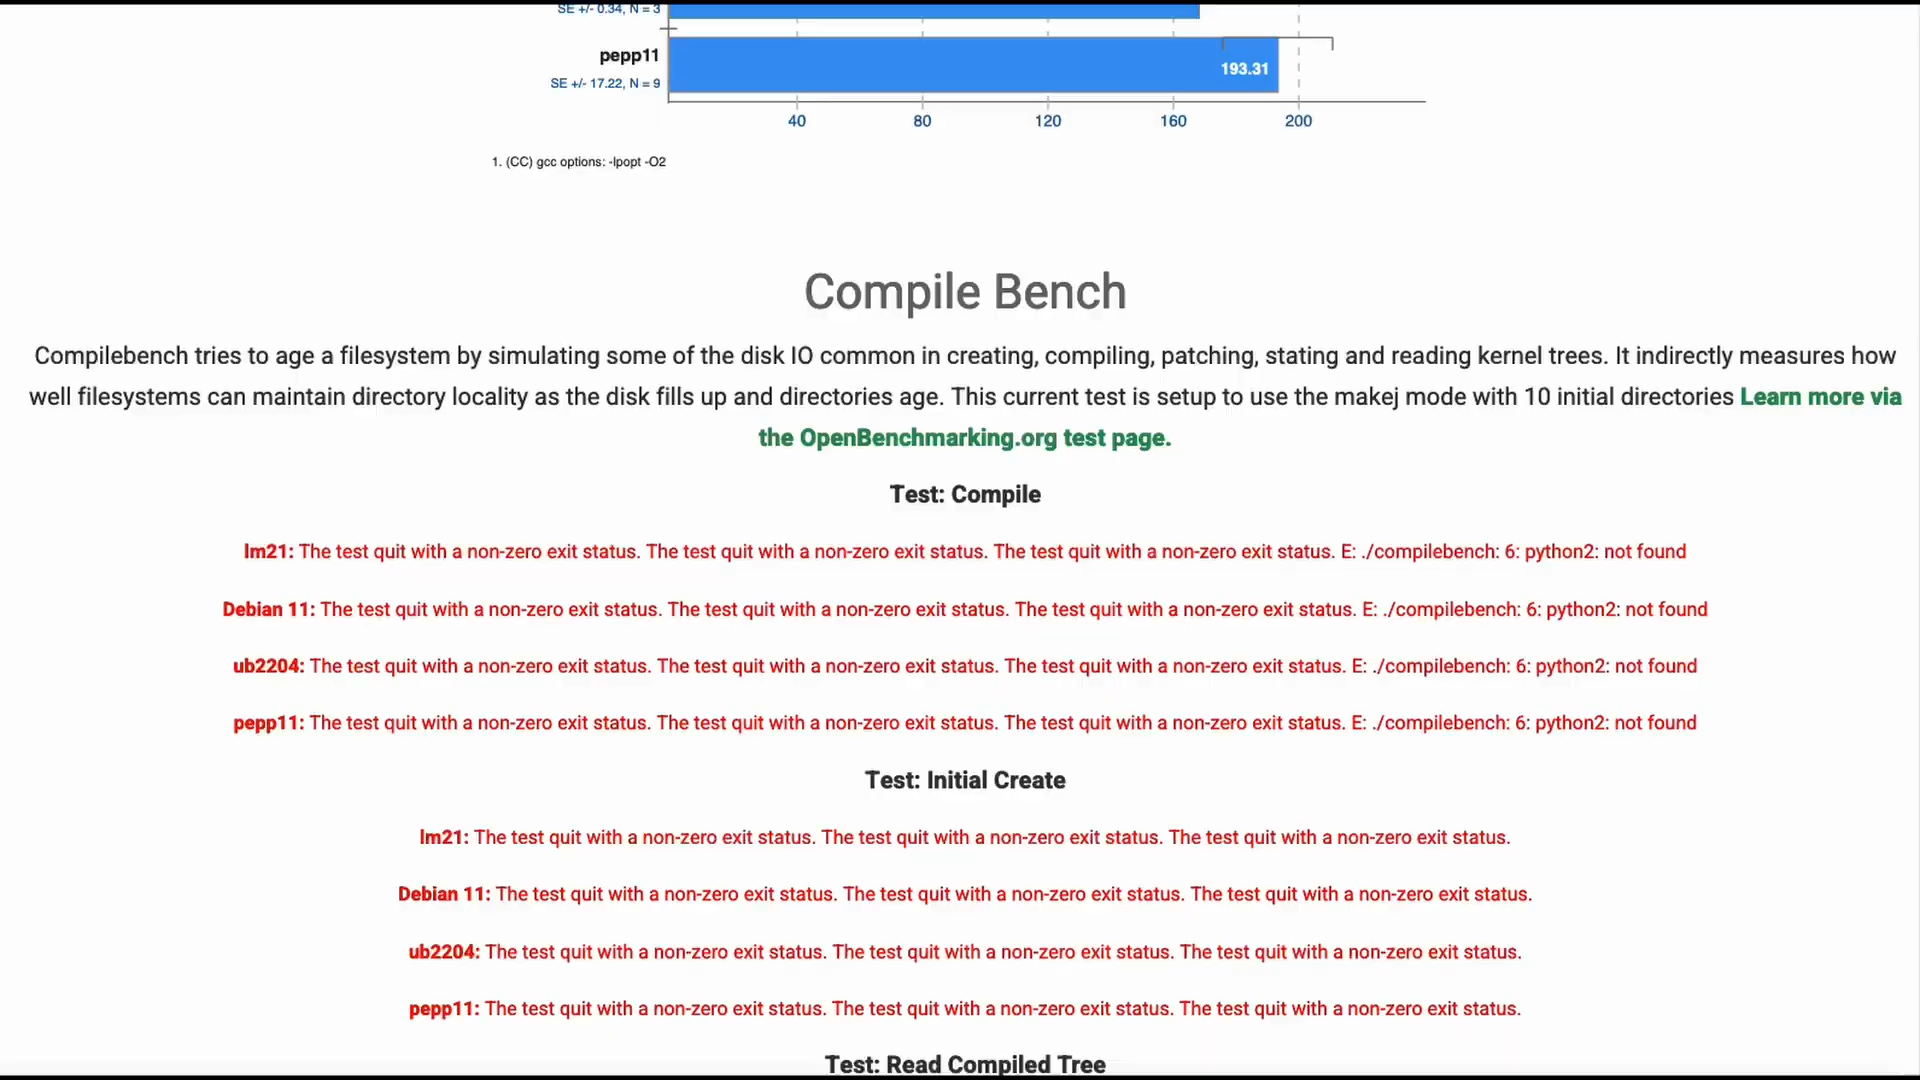 SE +/- 0.34, N = 3
pepp11
SE +/- 17.22, N = 9
193.31
40 80 120 160 200
1. (CC) gcc options: -lpopt -O2
Compile Bench
Compilebench tries to age a filesystem by simulating some of the disk IO common in creating, compiling, patching, stating and reading kernel trees. It indirectly measures how
well filesystems can maintain directory locality as the disk fills up and directories age. This current test is setup to use the makej mode with 10 initial directories Learn more via
the OpenBenchmarking.org test page.
Test: Compile
lm21: The test quit with a non-zero exit status. The test quit with a non-zero exit status. The test quit with a non-zero exit status. E: ./compilebench: 6: python2: not found
Debian 11: The test quit with a non-zero exit status. The test quit with a non-zero exit status. The test quit with a non-zero exit status. E: ./compilebench: 6: python2: not found
ub2204: The test quit with a non-zero exit status. The test quit with a non-zero exit status. The test quit with a non-zero exit status. E: ./compilebench: 6: python2: not found
pepp11: The test quit with a non-zero exit status. The test quit with a non-zero exit status. The test quit with a non-zero exit status. E: ./compilebench: 6: python2: not found
Test: Initial Create
lm21: The test quit with a non-zero exit status. The test quit with a non-zero exit status. The test quit with a non-zero exit status.
Debian 11: The test quit with a non-zero exit status. The test quit with a non-zero exit status. The test quit with a non-zero exit status.
ub2204: The test quit with a non-zero exit status. The test quit with a non-zero exit status. The test quit with a non-zero exit status.
pepp11: The test quit with a non-zero exit status. The test quit with a non-zero exit status. The test quit with a non-zero exit status.
Test: Read Compiled Tree